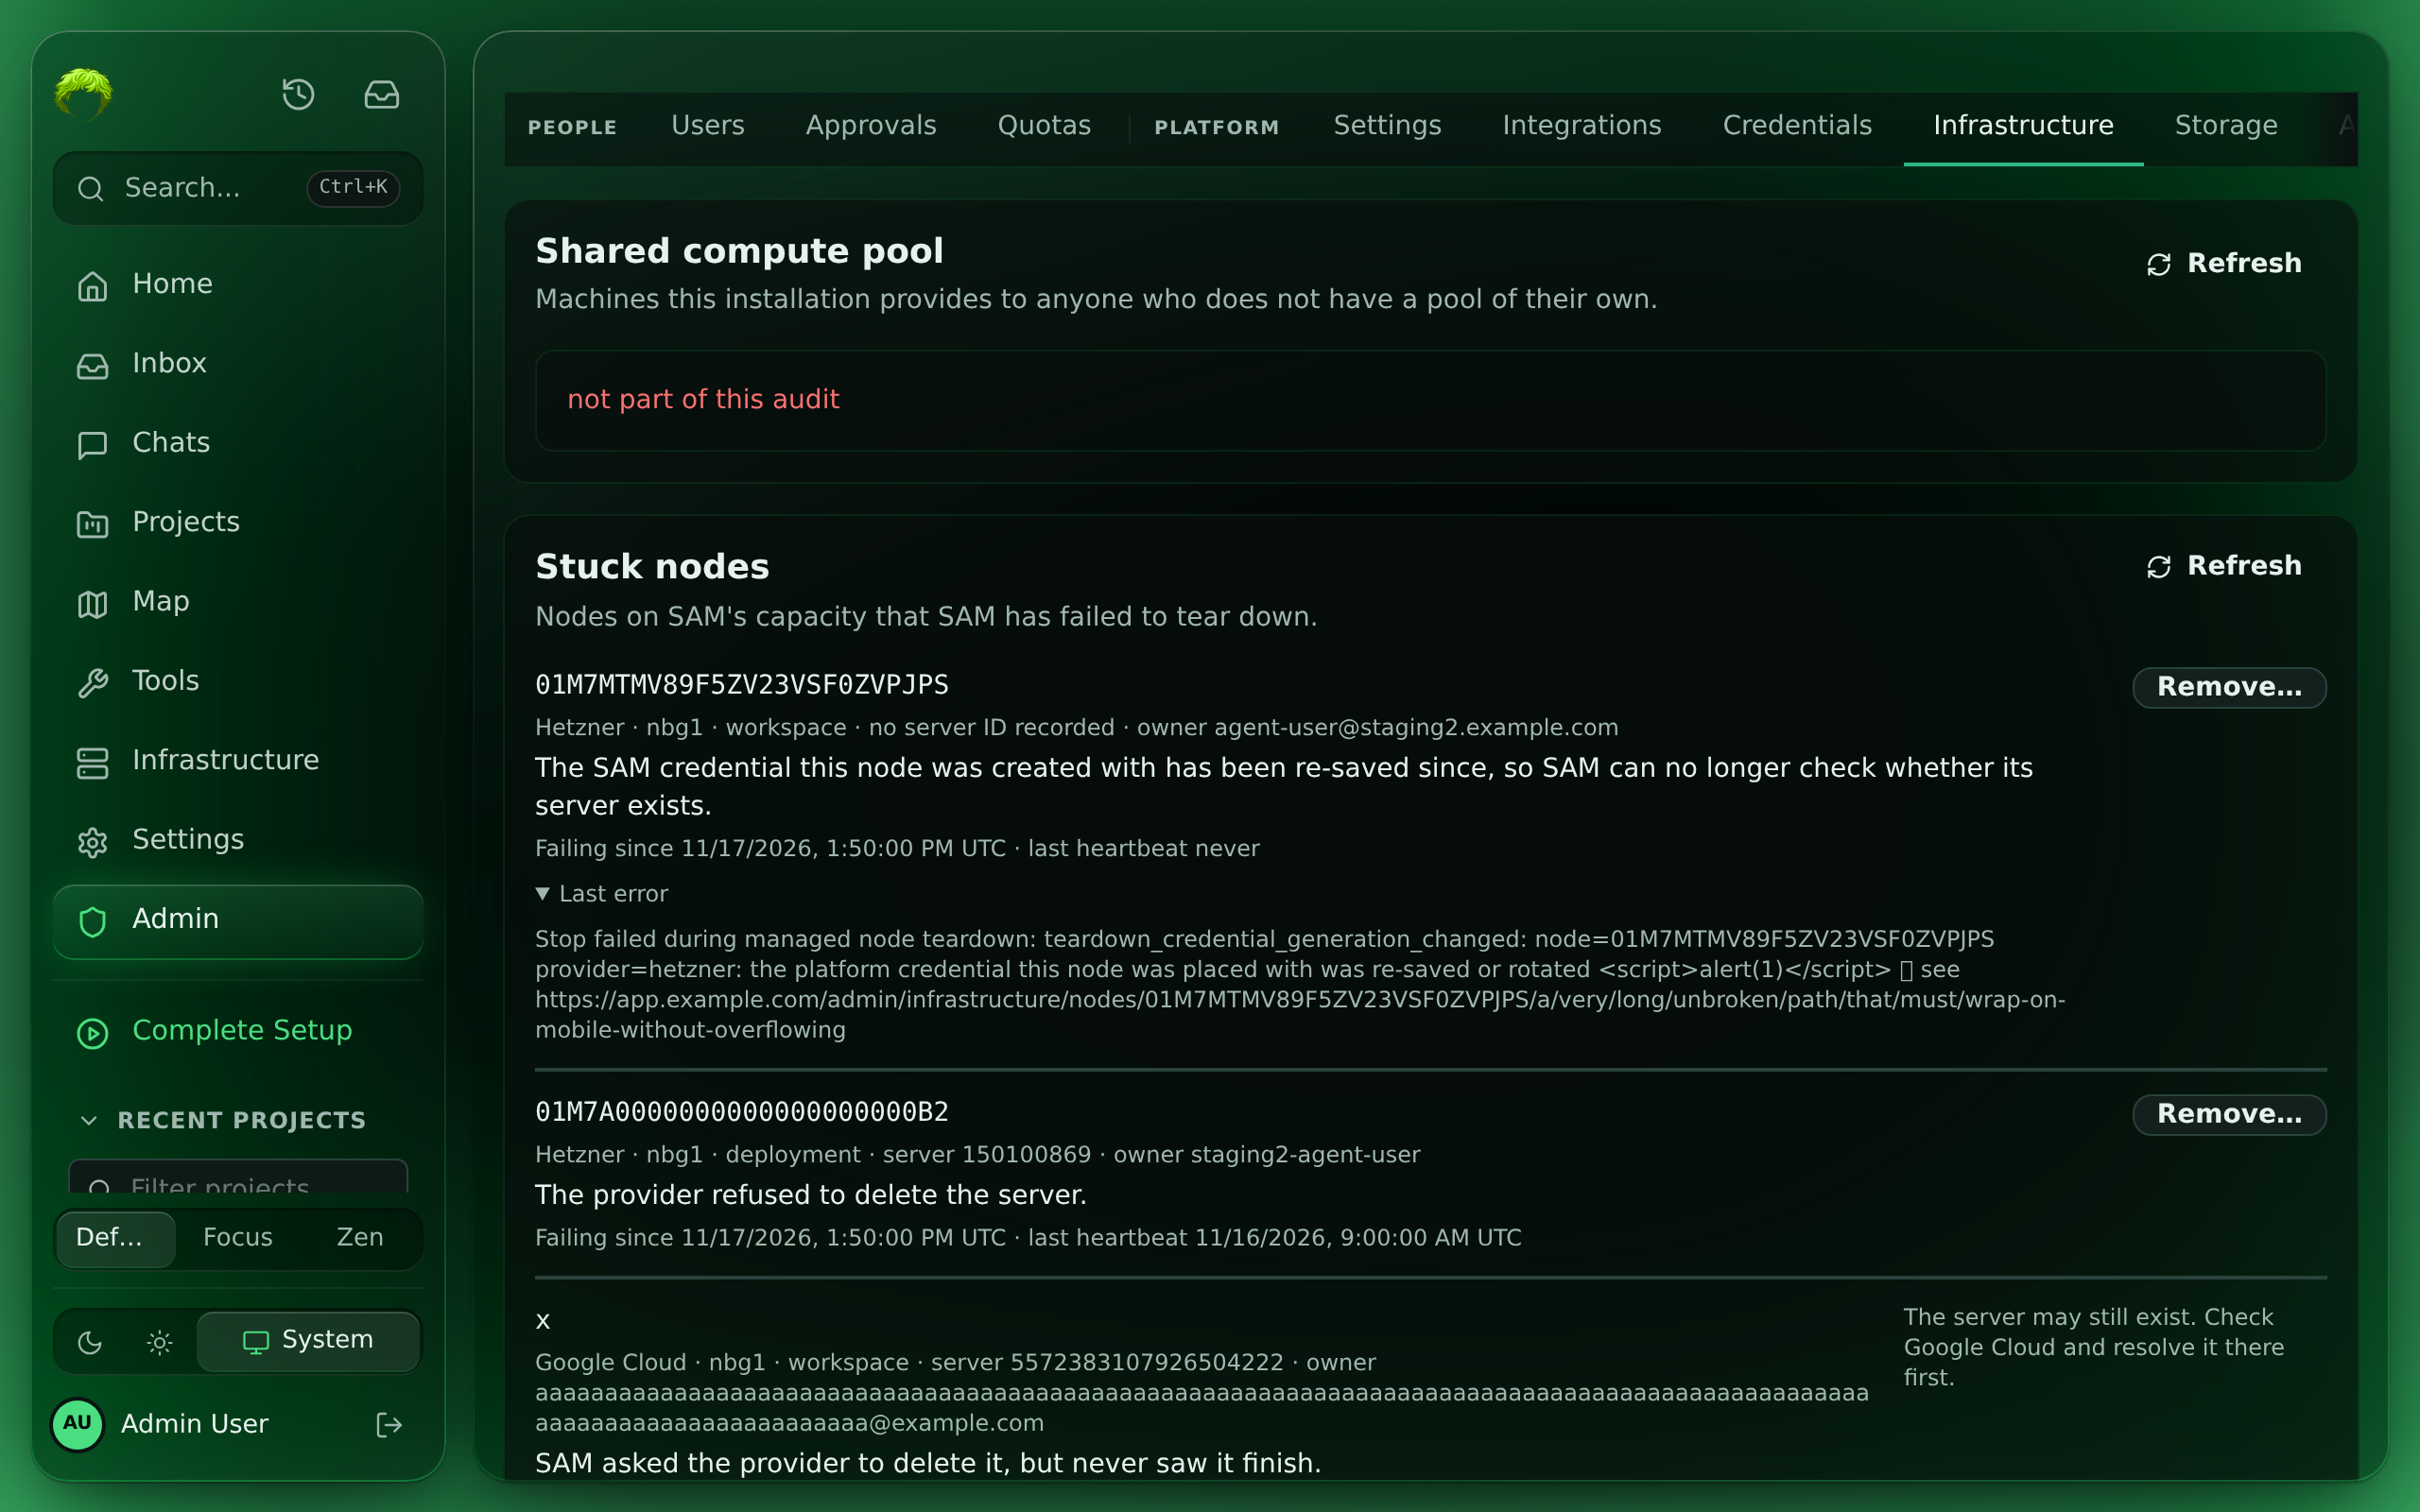 Search...
Ctrl+K
Home
Inbox
Chats
Projects
Map
Tools
Infrastructure
Settings
Admin
Complete Setup
RECENT PROJECTS
Filter projects
Def...
Focus
Zen
System
AU
Admin User
PEOPLE
Users
Approvals
Quotas
PLATFORM
Settings
Integrations
Credentials
Infrastructure
Storage
Shared compute pool
Refresh
Machines this installation provides to anyone who does not have a pool of their own.
not part of this audit
Stuck nodes
Refresh
Nodes on SAM's capacity that SAM has failed to tear down.
01M7MTMV89F5ZV23VSF0ZVPJPS
Remove...
Hetzner · nbg1 · workspace · no server ID recorded · owner agent-user@staging2.example.com
The SAM credential this node was created with has been re-saved since, so SAM can no longer check whether its
server exists.
Failing since 11/17/2026, 1:50:00 PM UTC · last heartbeat never
▼ Last error
Stop failed during managed node teardown: teardown_credential_generation_changed: node=01M7MTMV89F5ZV23VSF0ZVPJPS
provider=hetzner: the platform credential this node was placed with was re-saved or rotated <script>alert(1)</script> see
https://app.example.com/admin/infrastructure/nodes/01M7MTMV89F5ZV23VSF0ZVPJPS/a/very/long/unbroken/path/that/must/wrap-on-
mobile-without-overflowing
Remove...
Hetzner · nbg1 · deployment · server 150100869 · owner staging2-agent-user
The provider refused to delete the server.
Failing since 11/17/2026, 1:50:00 PM UTC · last heartbeat 11/16/2026, 9:00:00 AM UTC
x
Google Cloud · nbg1 · workspace · server 5572383107926504222 · owner
SAM asked the provider to delete it, but never saw it finish.
The server may still exist. Check
Google Cloud and resolve it there
first.